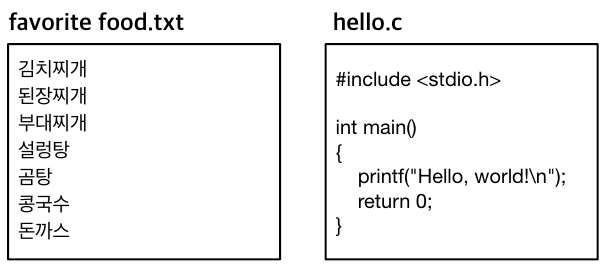 favorite food.txt
김치찌개
된장찌개
부대찌개
설렁탕
곰탕
콩국수
돈까스
hello.c
#include <stdio.h>
int main()
{
printf("Hello, world!\n");
return 0;
}